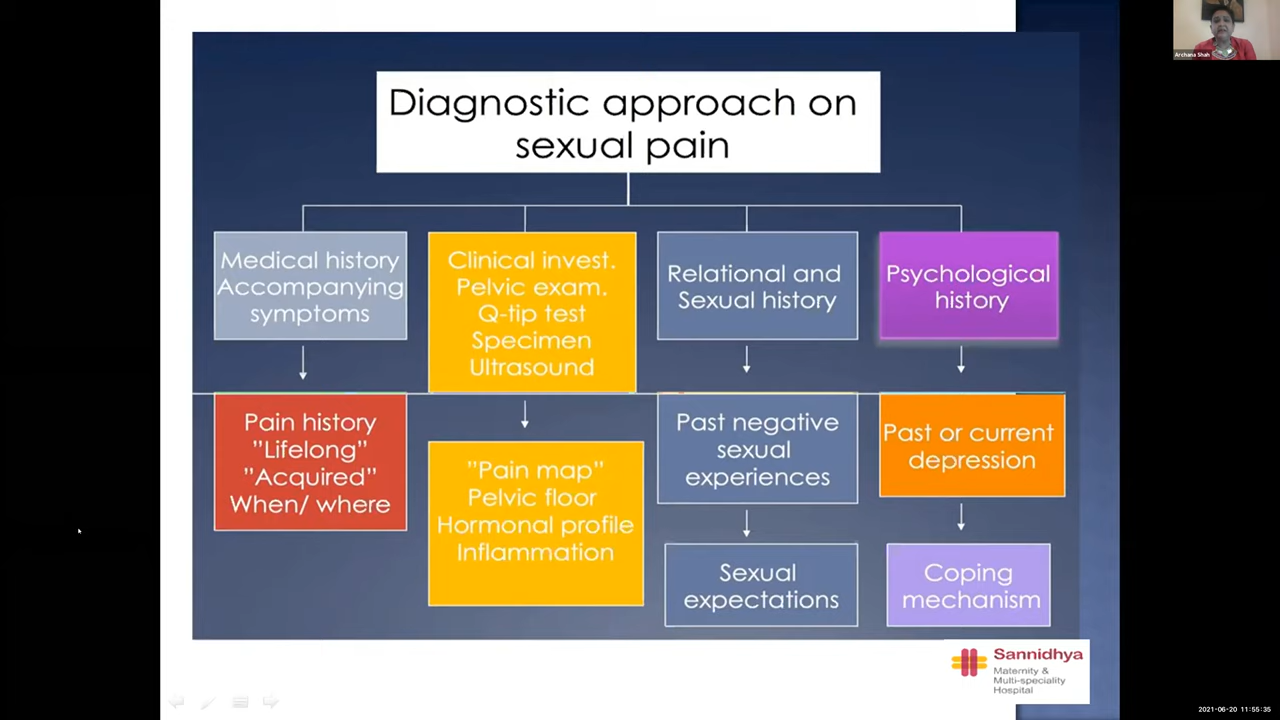 Archana Shah
Diagnostic approach on
sexual pain
Medical history
Accompanying
symptoms
Clinical invest.
Pelvic exam.
Q-tip test
Specimen
Ultrasound
Relational and
Sexual history
Psychological
history
Pain history
”Lifelong”
”Acquired”
When/ where
”Pain map”
Pelvic floor
Hormonal profile
Inflammation
Past negative
sexual
experiences
Past or current
depression
Sexual
expectations
Coping
mechanism
Sannidhya
Maternity &
Multi-speciality
Hospital
2021-06-20 11:55:35